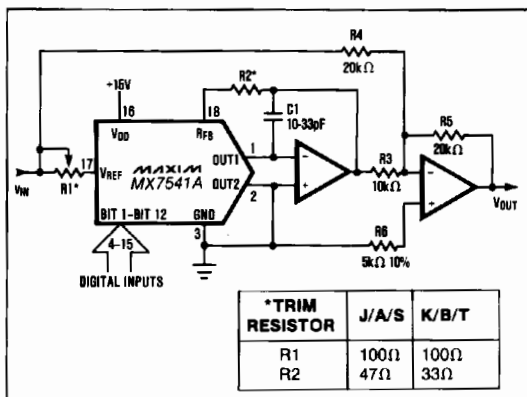 R4
20kΩ
+15V
R2*
16
18
C1
10-33pF
R5
20kΩ
VDD
RFB
1
OUT1
−
17
VREF
MAXIM
MX7541A
R3
10kΩ
−
VIN
R1*
OUT2
2
+
VOUT
BIT 1-BIT 12
GND
3
+
4-15
R6
5kΩ 10%
DIGITAL INPUTS
*TRIM RESISTOR J/A/S K/B/T
R1 100Ω 100Ω
R2 47Ω 33Ω